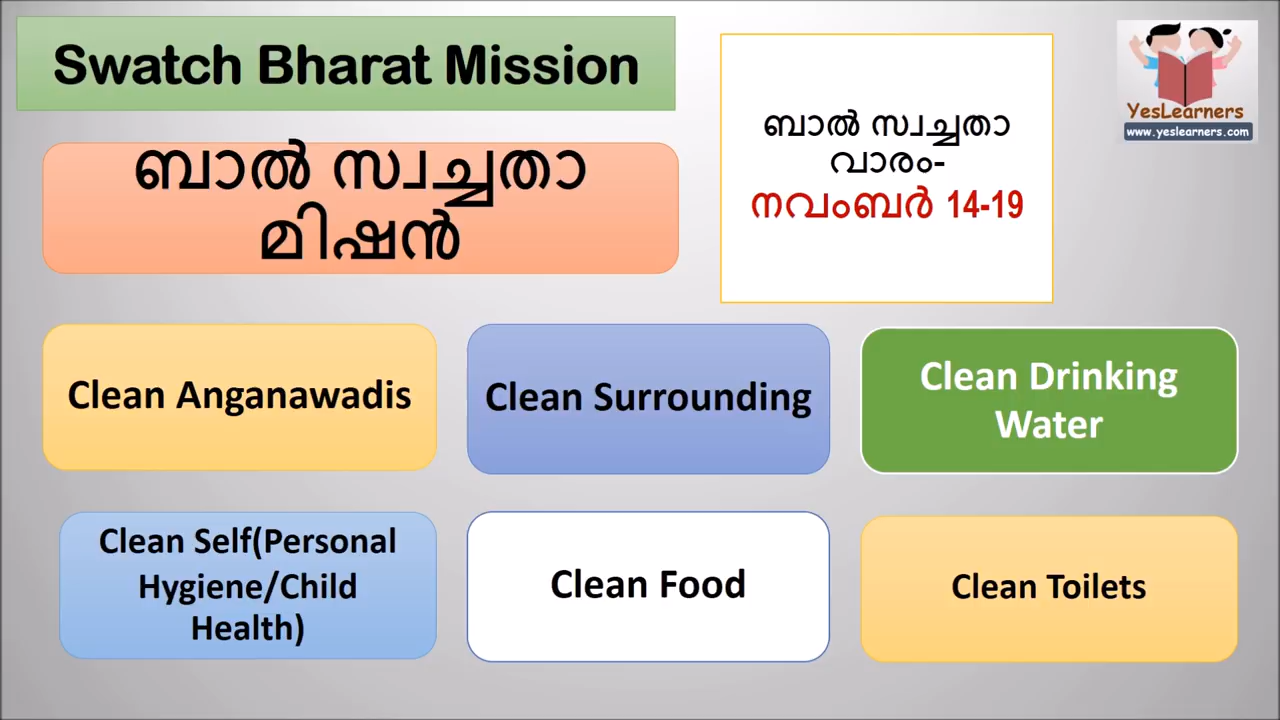 Swatch Bharat Mission
ബാൽ സ്വച്ഛതാ
മിഷൻ
ബാൽ സ്വച്ഛതാ
വാരം-
നവംബർ 14-19
YesLearners
www.yeslearners.com
Clean Anganawadis
Clean Surrounding
Clean Drinking
Water
Clean Self(Personal
Hygiene/Child
Health)
Clean Food
Clean Toilets